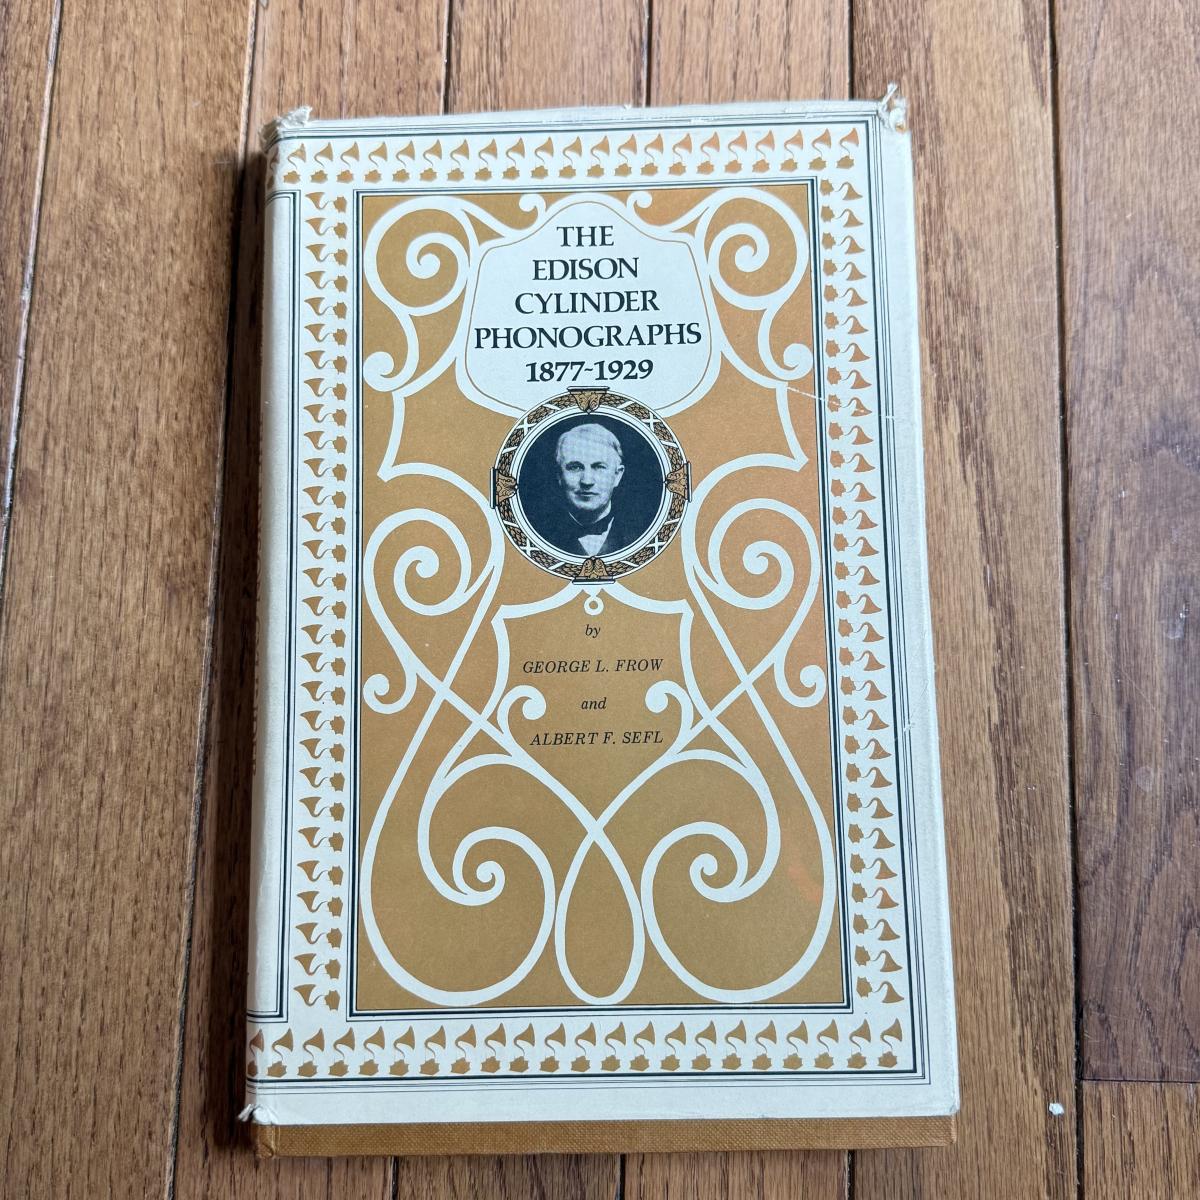 THE
EDISON
CYLINDER
PHONOGRAPHS
1877-1929
by
GEORGE L. FROW
and
ALBERT F. SEFL